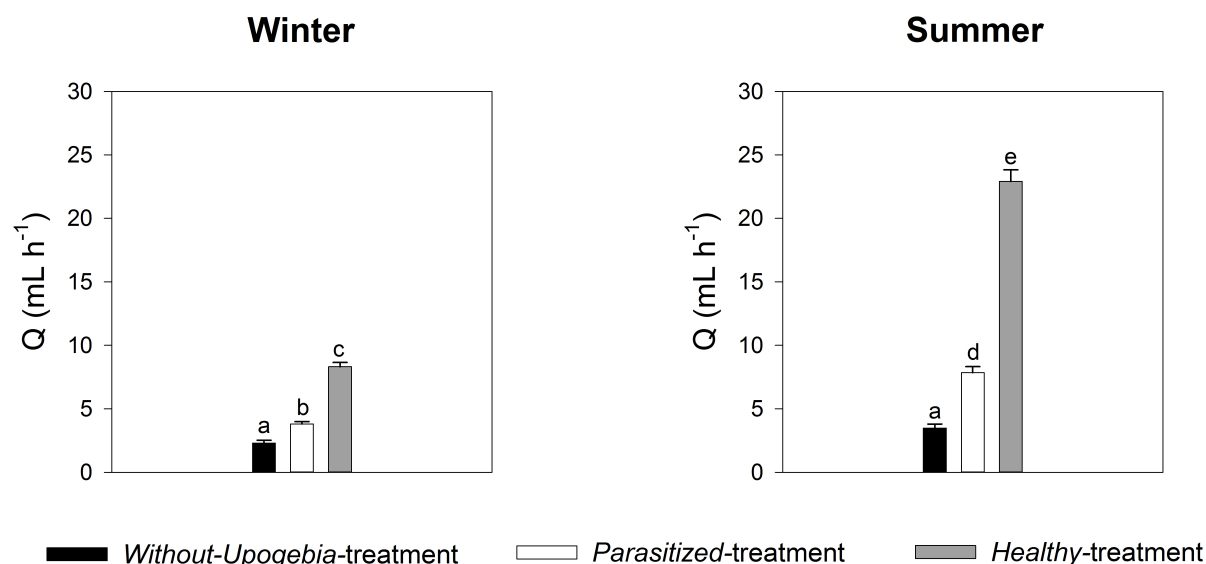 Winter
Summer
30
25
20
15
10
5
0
Q (mL h⁻¹)
a
b
c
30
25
20
15
10
5
0
Q (mL h⁻¹)
a
d
e
Without-Upogebia-treatment
Parasitized-treatment
Healthy-treatment